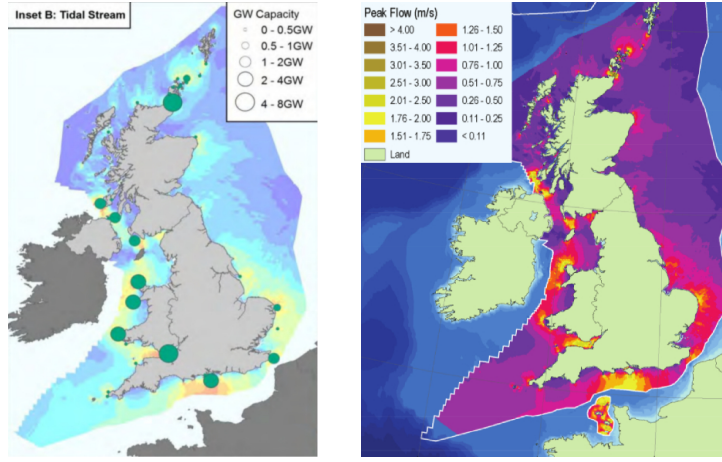 Inset B: Tidal Stream
GW Capacity
0 - 0.5GW
0.5 - 1GW
1 - 2GW
2 - 4GW
4 - 8GW
Peak Flow (m/s)
> 4.00
3.51 - 4.00
3.01 - 3.50
2.51 - 3.00
2.01 - 2.50
1.76 - 2.00
1.51 - 1.75
Land
1.26 - 1.50
1.01 - 1.25
0.76 - 1.00
0.51 - 0.75
0.26 - 0.50
0.11 - 0.25
< 0.11